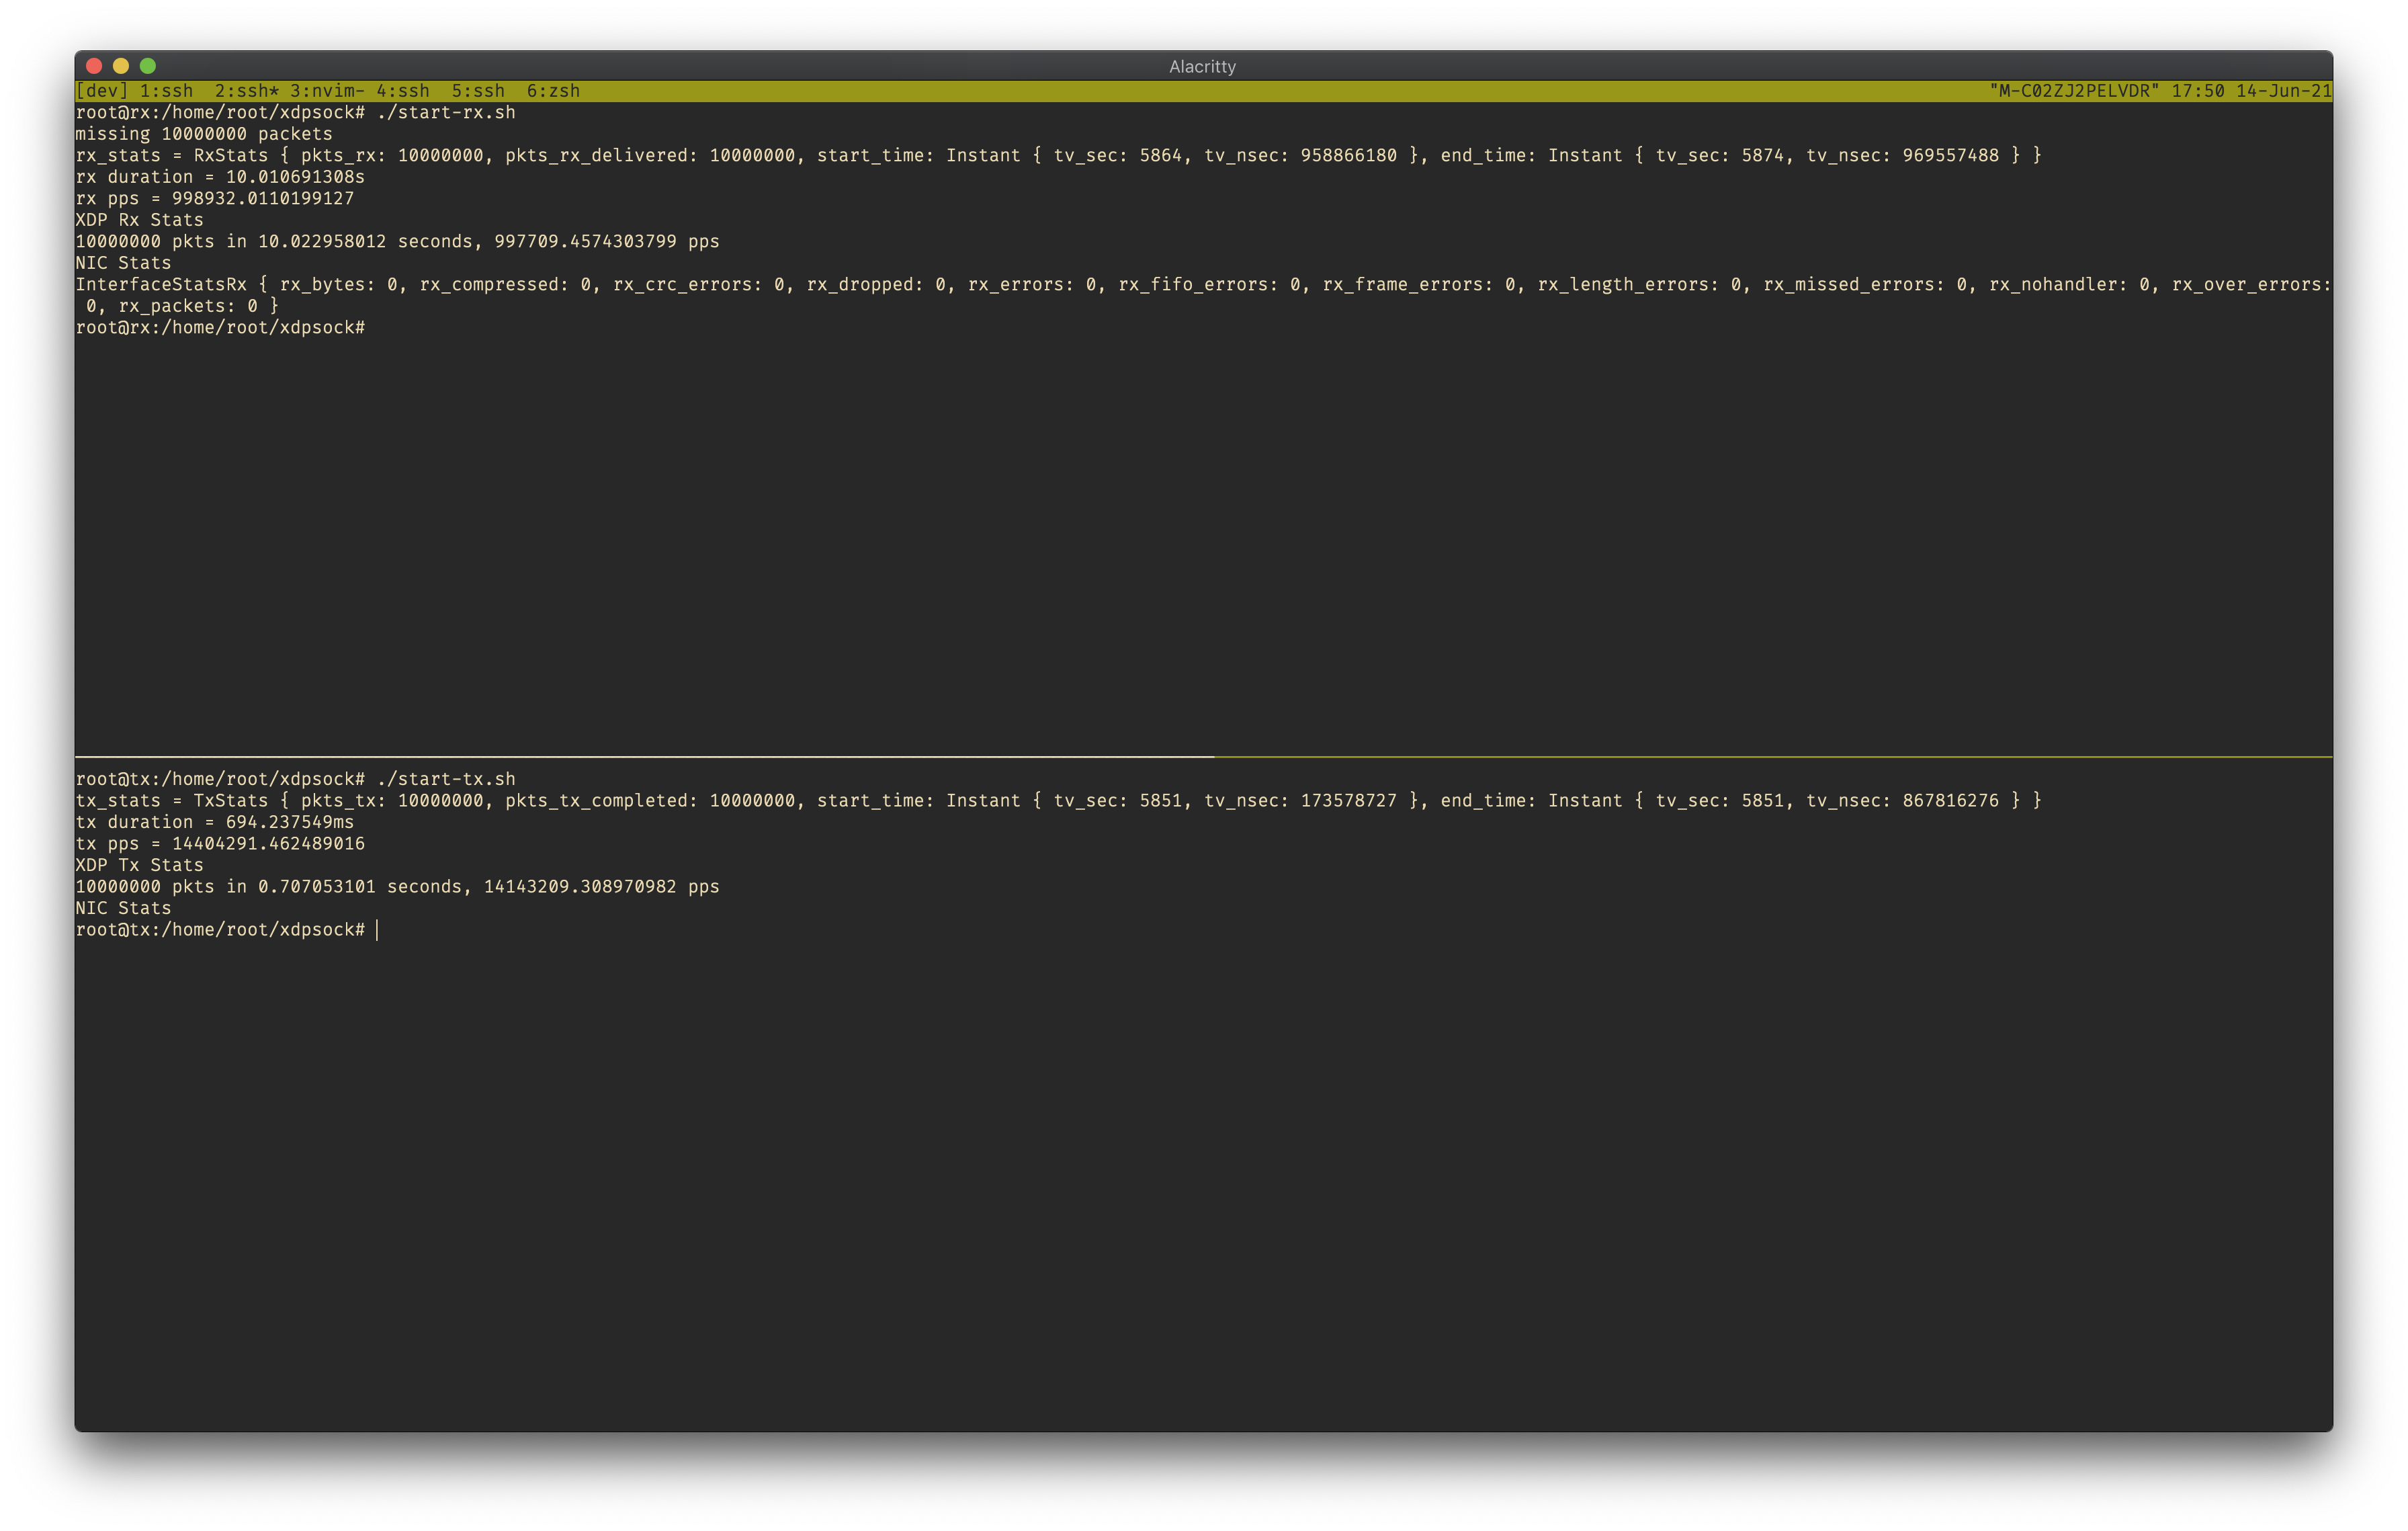 Alacritty
[dev] 1:ssh  2:ssh* 3:nvim- 4:ssh  5:ssh  6:zsh "M-C02ZJ2PELVDR" 17:50 14-Jun-21
root@rx:/home/root/xdpsock# ./start-rx.sh
missing 10000000 packets
rx_stats = RxStats { pkts_rx: 10000000, pkts_rx_delivered: 10000000, start_time: Instant { tv_sec: 5864, tv_nsec: 958866180 }, end_time: Instant { tv_sec: 5874, tv_nsec: 969557488 } }
rx duration = 10.010691308s
rx pps = 998932.0110199127
XDP Rx Stats
10000000 pkts in 10.022958012 seconds, 997709.4574303799 pps
NIC Stats
InterfaceStatsRx { rx_bytes: 0, rx_compressed: 0, rx_crc_errors: 0, rx_dropped: 0, rx_errors: 0, rx_fifo_errors: 0, rx_frame_errors: 0, rx_length_errors: 0, rx_missed_errors: 0, rx_nohandler: 0, rx_over_errors:
 0, rx_packets: 0 }
root@rx:/home/root/xdpsock#
root@tx:/home/root/xdpsock# ./start-tx.sh
tx_stats = TxStats { pkts_tx: 10000000, pkts_tx_completed: 10000000, start_time: Instant { tv_sec: 5851, tv_nsec: 173578727 }, end_time: Instant { tv_sec: 5851, tv_nsec: 867816276 } }
tx duration = 694.237549ms
tx pps = 14404291.462489016
XDP Tx Stats
10000000 pkts in 0.707053101 seconds, 14143209.308970982 pps
NIC Stats
root@tx:/home/root/xdpsock#